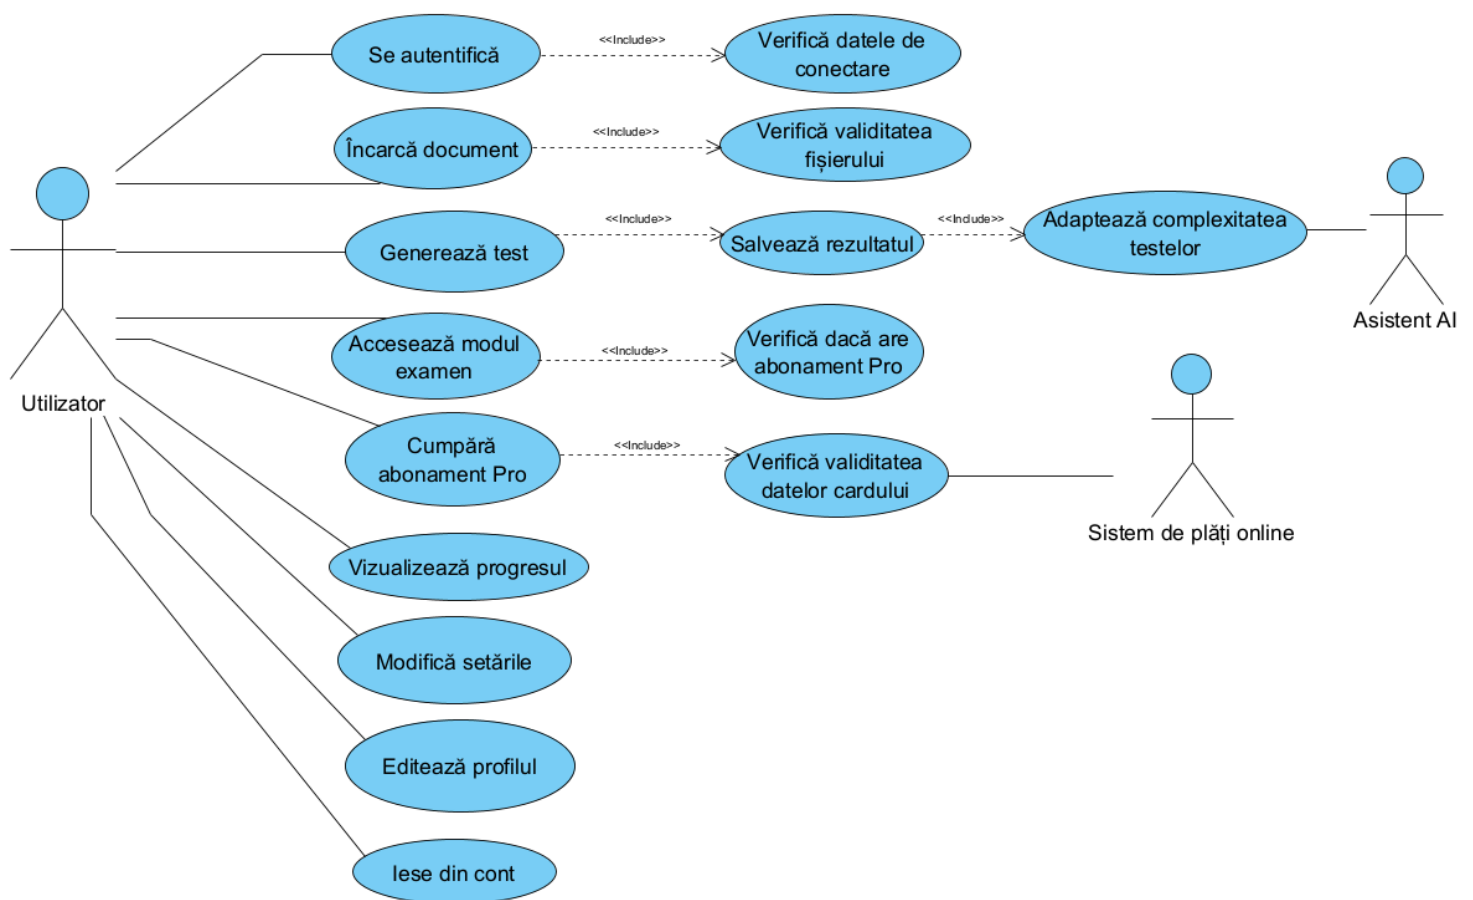 Se autentifică
<<Include>>
Verifică datele de
conectare
Încarcă document
<<Include>>
Verifică validitatea
fișierului
Generează test
<<Include>>
Salvează rezultatul
<<Include>>
Adaptează complexitatea
testelor
Asistent AI
Accesează modul
examen
<<Include>>
Verifică dacă are
abonament Pro
Utilizator
Cumpără
abonament Pro
<<Include>>
Verifică validitatea
datelor cardului
Sistem de plăți online
Vizualizează progresul
Modifică setările
Editează profilul
Iese din cont